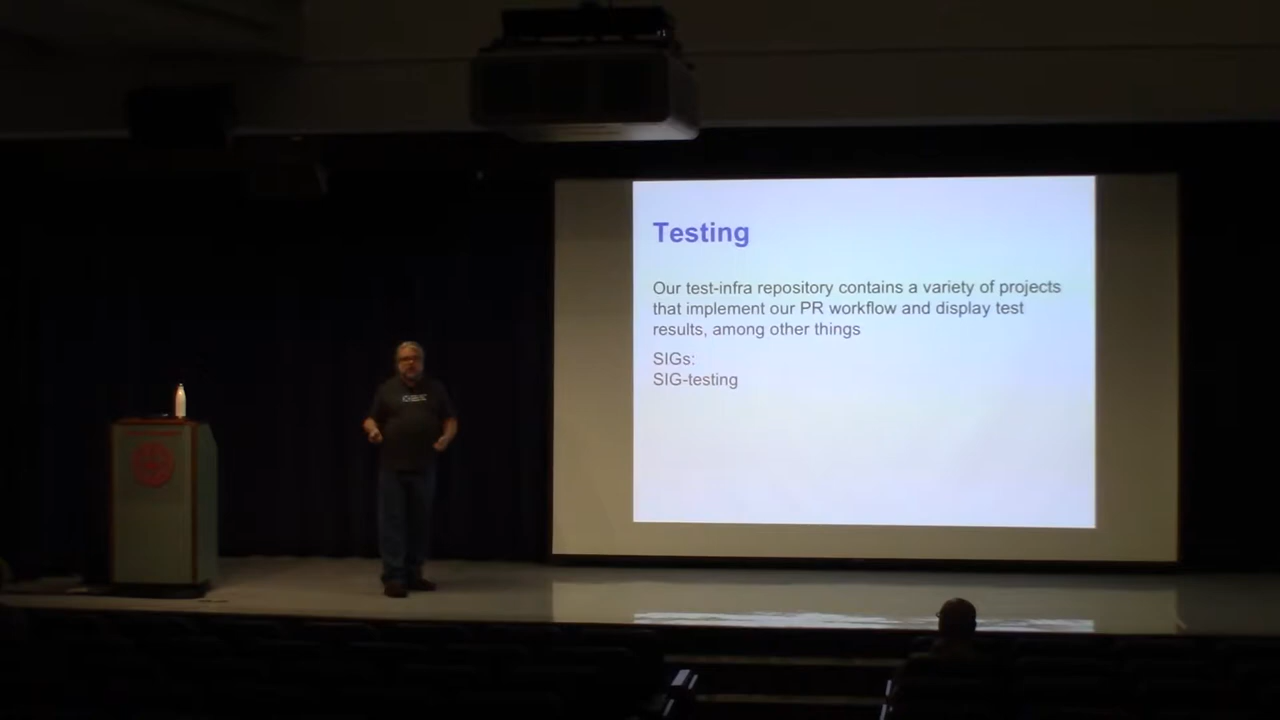 Testing
Our test-infra repository contains a variety of projects
that implement our PR workflow and display test
results, among other things
SIGs:
SIG-testing